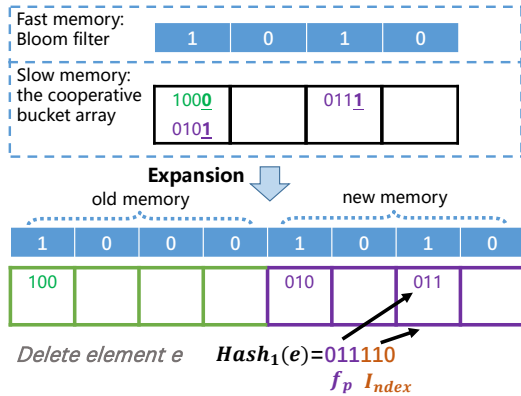 Fast memory:
Bloom filter
1 0 1 0
Slow memory:
the cooperative
bucket array
1000 0111
0101
Expansion
old memory new memory
1 0 0 0 1 0 1 0
100 010 011
Delete element e Hash₁(e)=011110
fₚ Iₙdₑₓ